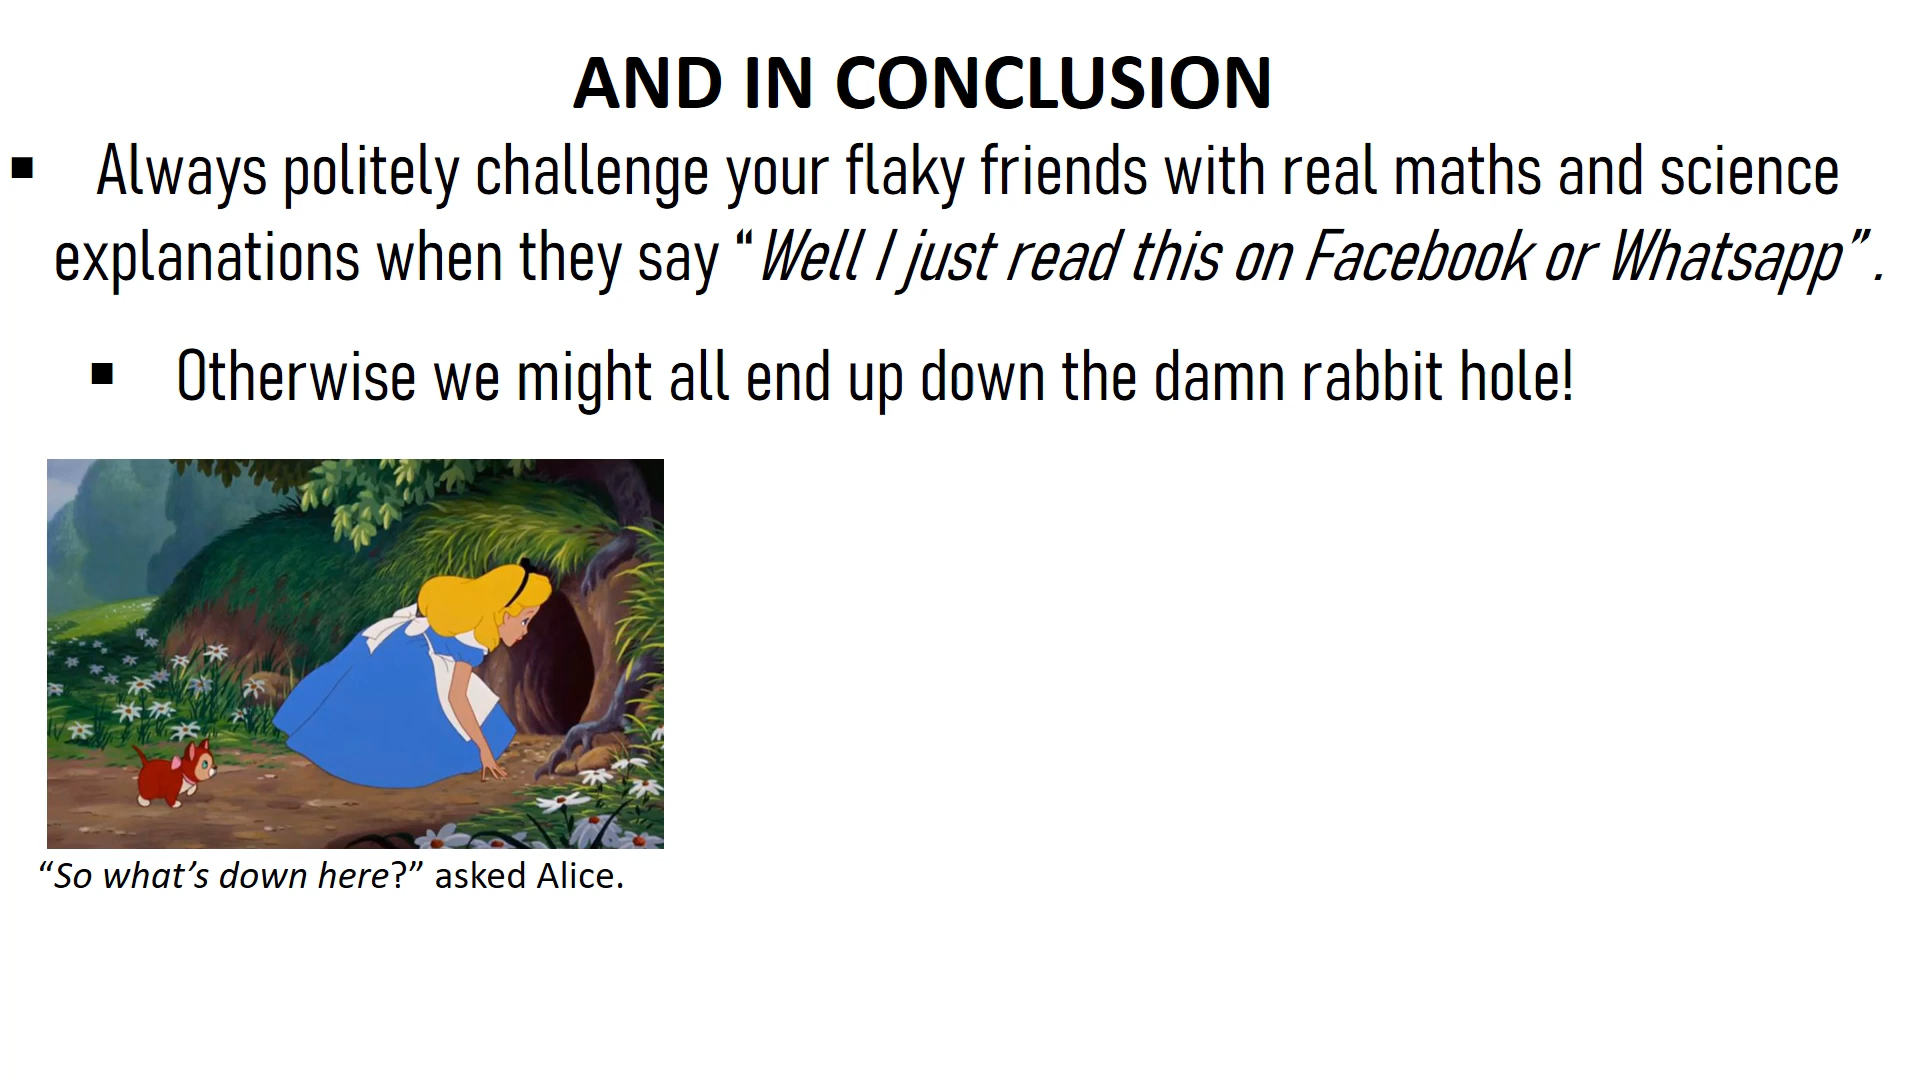 AND IN CONCLUSION
▪ Always politely challenge your flaky friends with real maths and science
explanations when they say “Well I just read this on Facebook or Whatsapp”.
▪ Otherwise we might all end up down the damn rabbit hole!
“So what’s down here?” asked Alice.